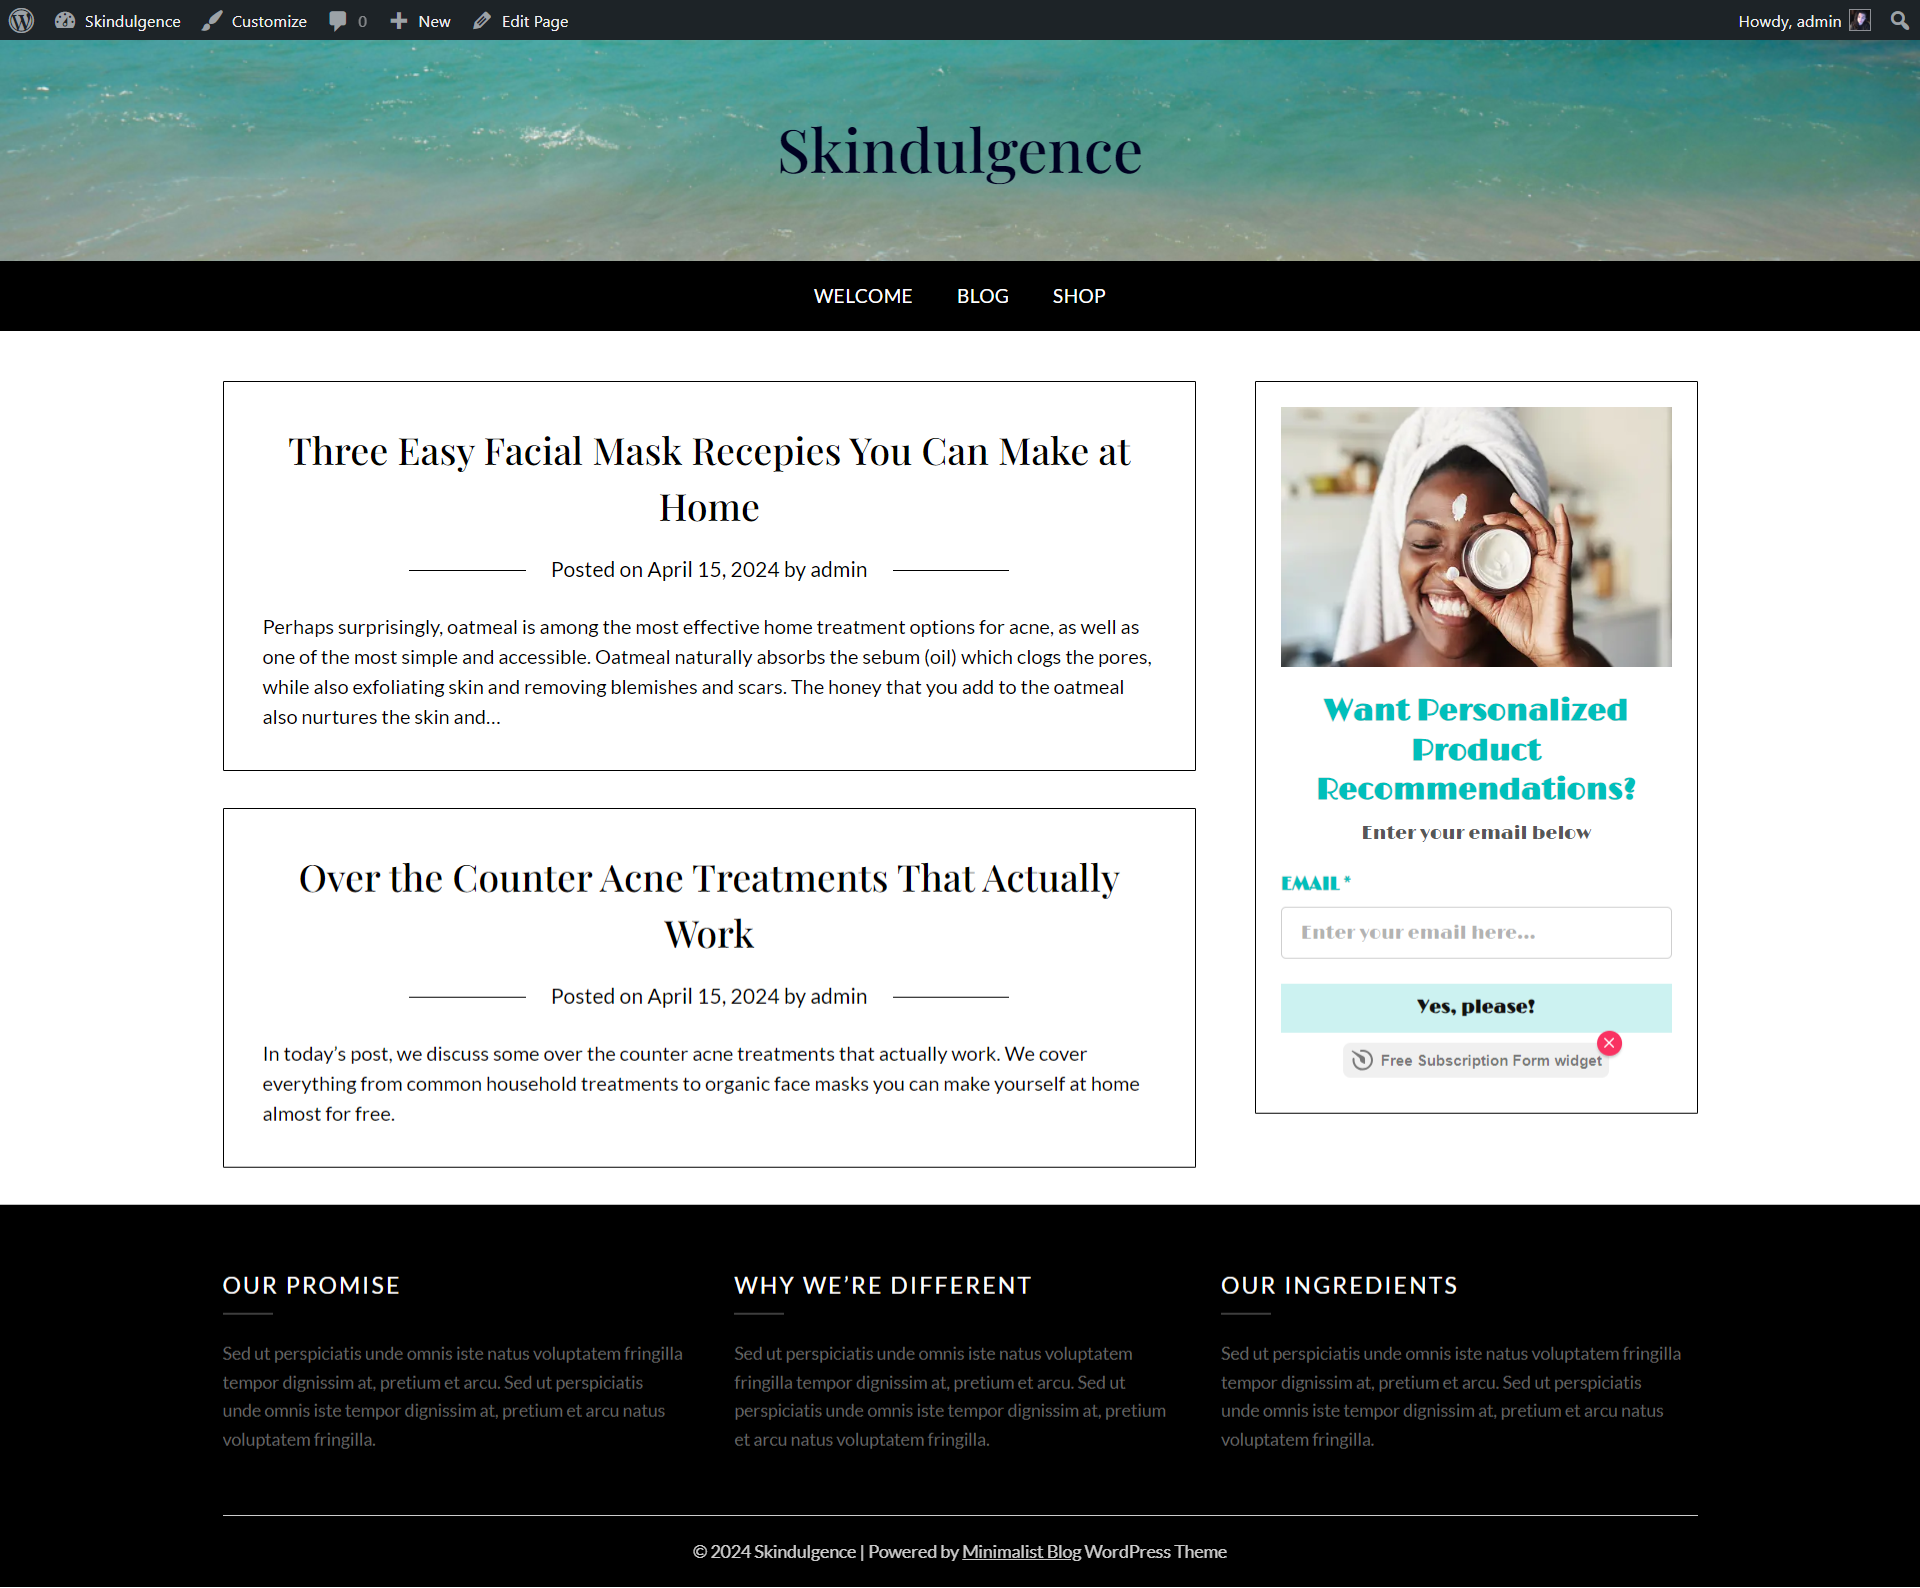 Skindulgence Customize 0 New Edit Page Howdy, admin
Skindulgence
WELCOME BLOG SHOP
Three Easy Facial Mask Recepies You Can Make at
Home
Posted on April 15, 2024 by admin
Perhaps surprisingly, oatmeal is among the most effective home treatment options for acne, as well as
one of the most simple and accessible. Oatmeal naturally absorbs the sebum (oil) which clogs the pores,
while also exfoliating skin and removing blemishes and scars. The honey that you add to the oatmeal
also nurtures the skin and…
Over the Counter Acne Treatments That Actually
Work
Posted on April 15, 2024 by admin
In today’s post, we discuss some over the counter acne treatments that actually work. We cover
everything from common household treatments to organic face masks you can make yourself at home
almost for free.
Want Personalized
Product
Recommendations?
Enter your email below
EMAIL *
Enter your email here...
Yes, please!
Free Subscription Form widget
OUR PROMISE
Sed ut perspiciatis unde omnis iste natus voluptatem fringilla
tempor dignissim at, pretium et arcu. Sed ut perspiciatis
unde omnis iste tempor dignissim at, pretium et arcu natus
voluptatem fringilla.
WHY WE’RE DIFFERENT
Sed ut perspiciatis unde omnis iste natus voluptatem
fringilla tempor dignissim at, pretium et arcu. Sed ut
perspiciatis unde omnis iste tempor dignissim at, pretium
et arcu natus voluptatem fringilla.
OUR INGREDIENTS
Sed ut perspiciatis unde omnis iste natus voluptatem fringilla
tempor dignissim at, pretium et arcu. Sed ut perspiciatis
unde omnis iste tempor dignissim at, pretium et arcu natus
voluptatem fringilla.
© 2024 Skindulgence | Powered by Minimalist Blog WordPress Theme